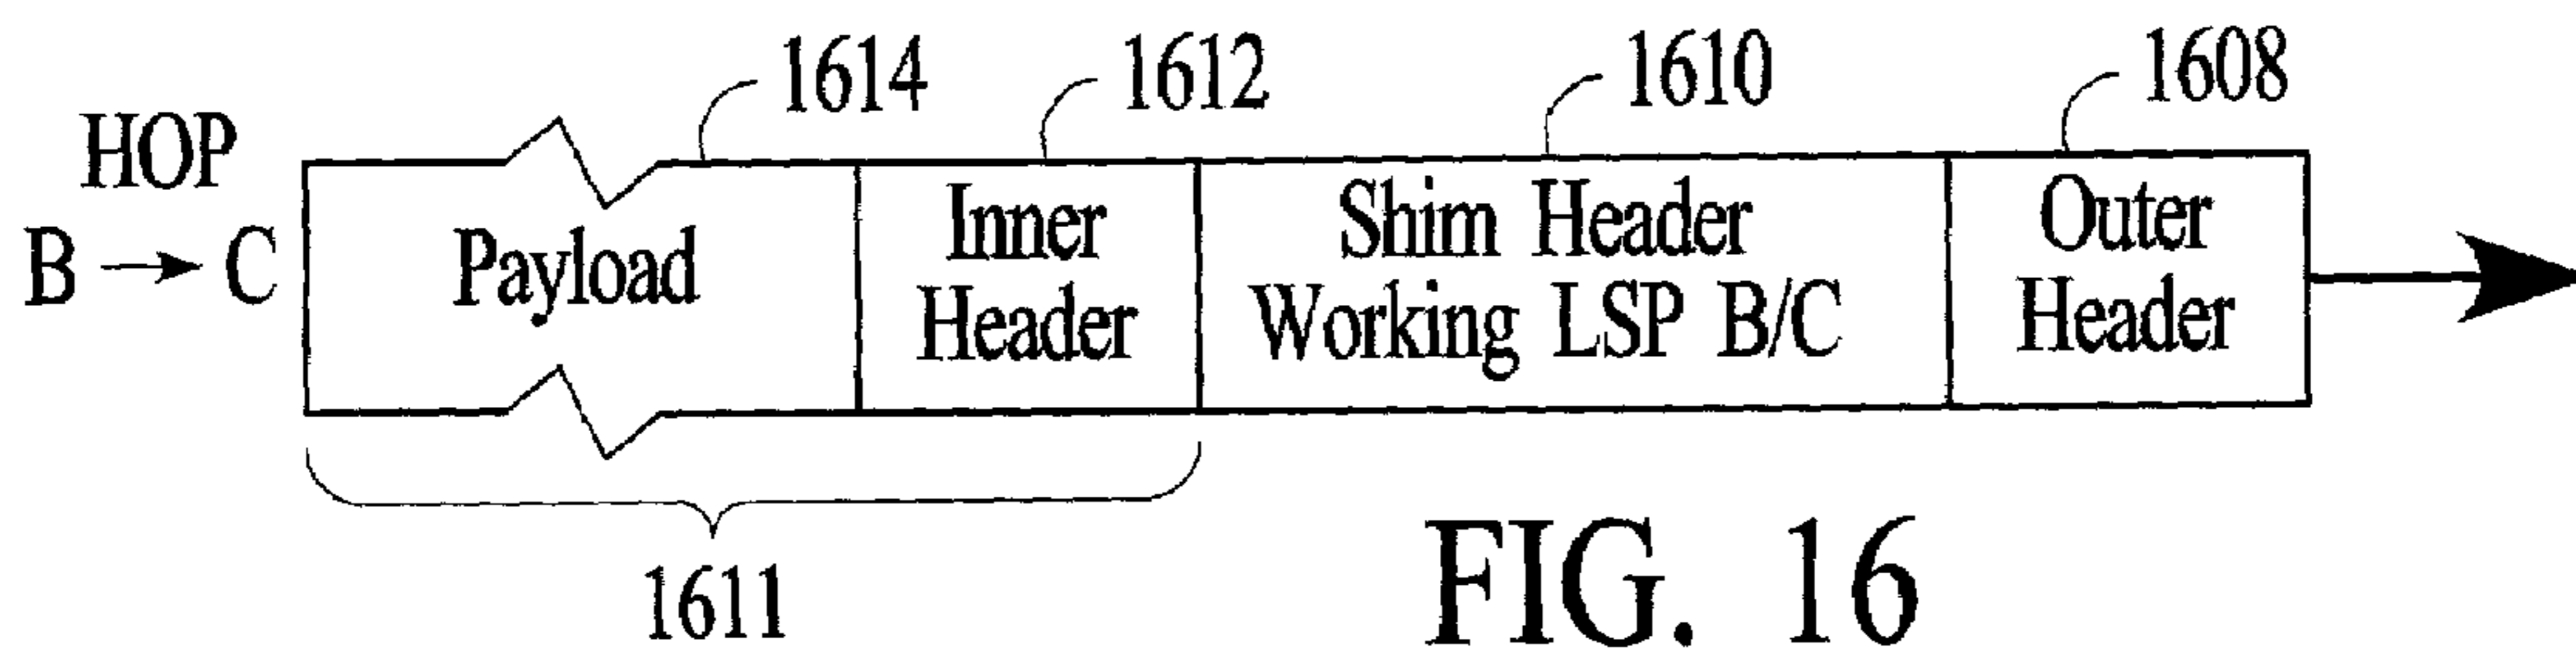 1614
1612
1610
1608
HOP
B → C
Payload
Inner
Header
Shim Header
Working LSP B/C
Outer
Header
1611
FIG. 16